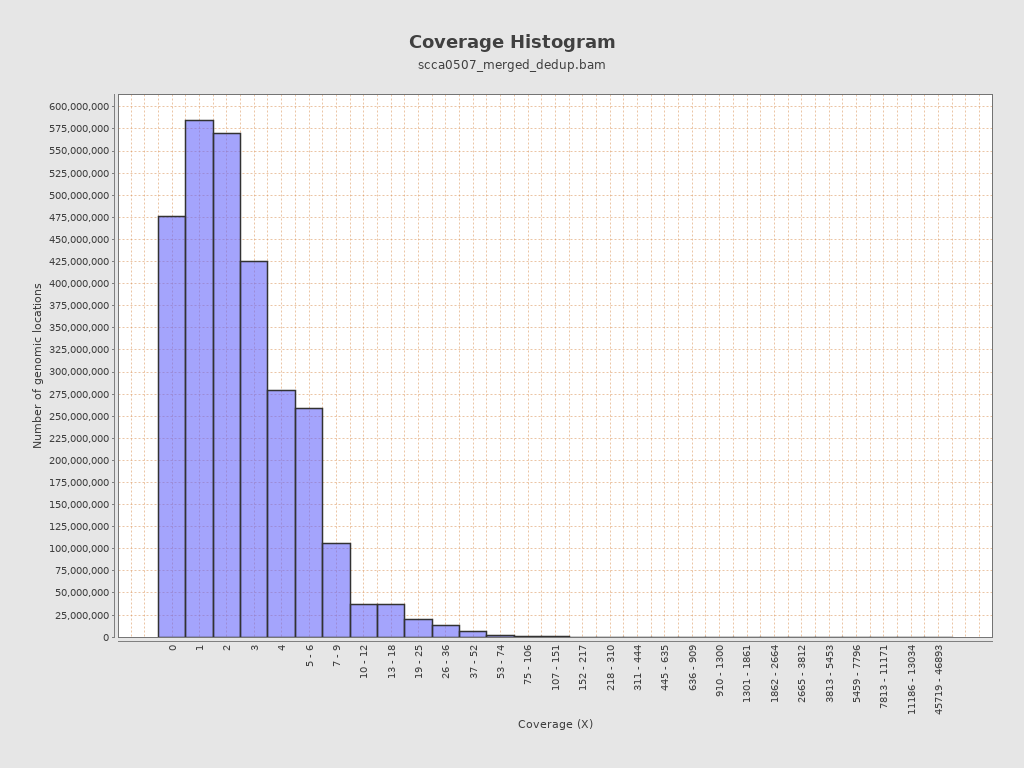 Coverage Histogram
scca0507_merged_dedup.bam
600,000,000
575,000,000
550,000,000
525,000,000
500,000,000
475,000,000
450,000,000
425,000,000
400,000,000
375,000,000
350,000,000
325,000,000
300,000,000
275,000,000
250,000,000
225,000,000
200,000,000
175,000,000
150,000,000
125,000,000
100,000,000
75,000,000
50,000,000
25,000,000
0
Number of genomic locations
0
1
2
3
4
5 - 6
7 - 9
10 - 12
13 - 18
19 - 25
26 - 36
37 - 52
53 - 74
75 - 106
107 - 151
152 - 217
218 - 310
311 - 444
445 - 635
636 - 909
910 - 1300
1301 - 1861
1862 - 2664
2665 - 3812
3813 - 5453
5459 - 7796
7813 - 11171
11186 - 13034
45719 - 46893
Coverage (X)